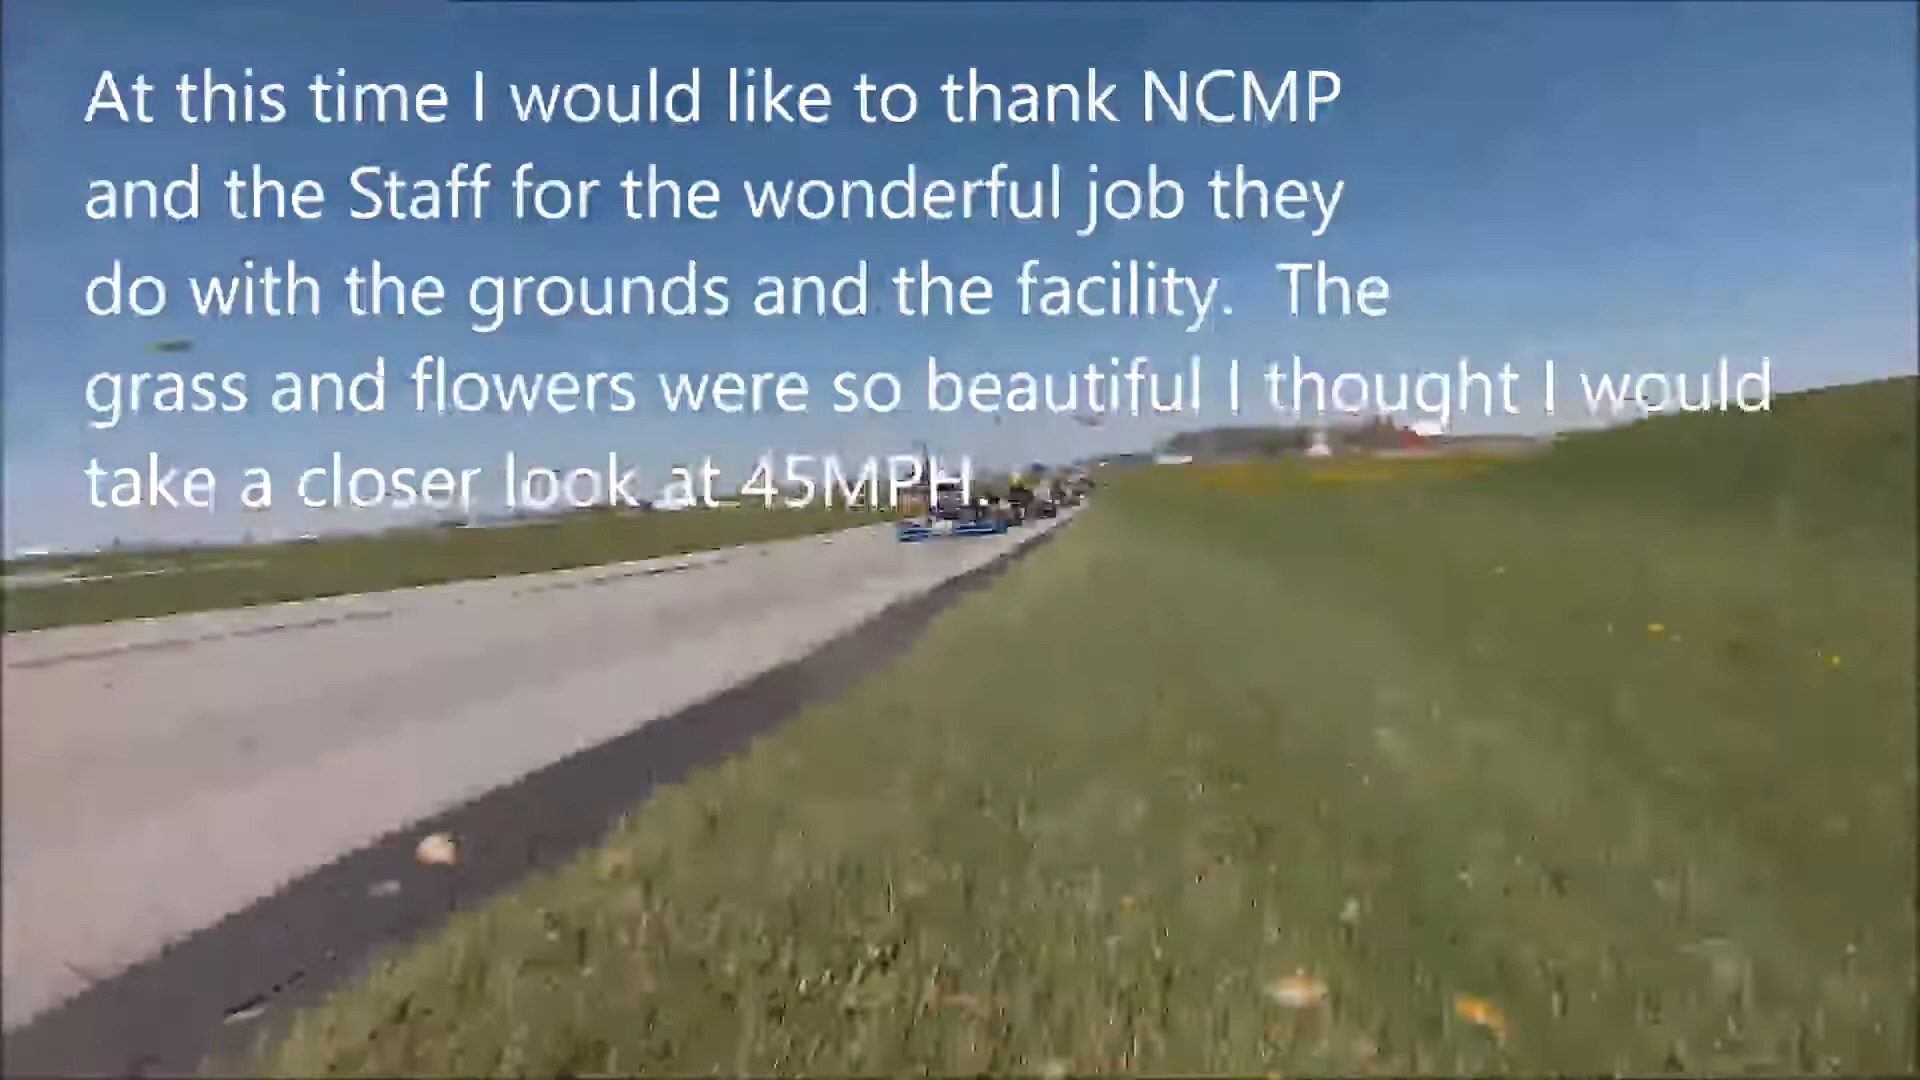 At this time I would like to thank NCMP
and the Staff for the wonderful job they
do with the grounds and the facility.  The
grass and flowers were so beautiful I thought I would
take a closer look at 45MPH